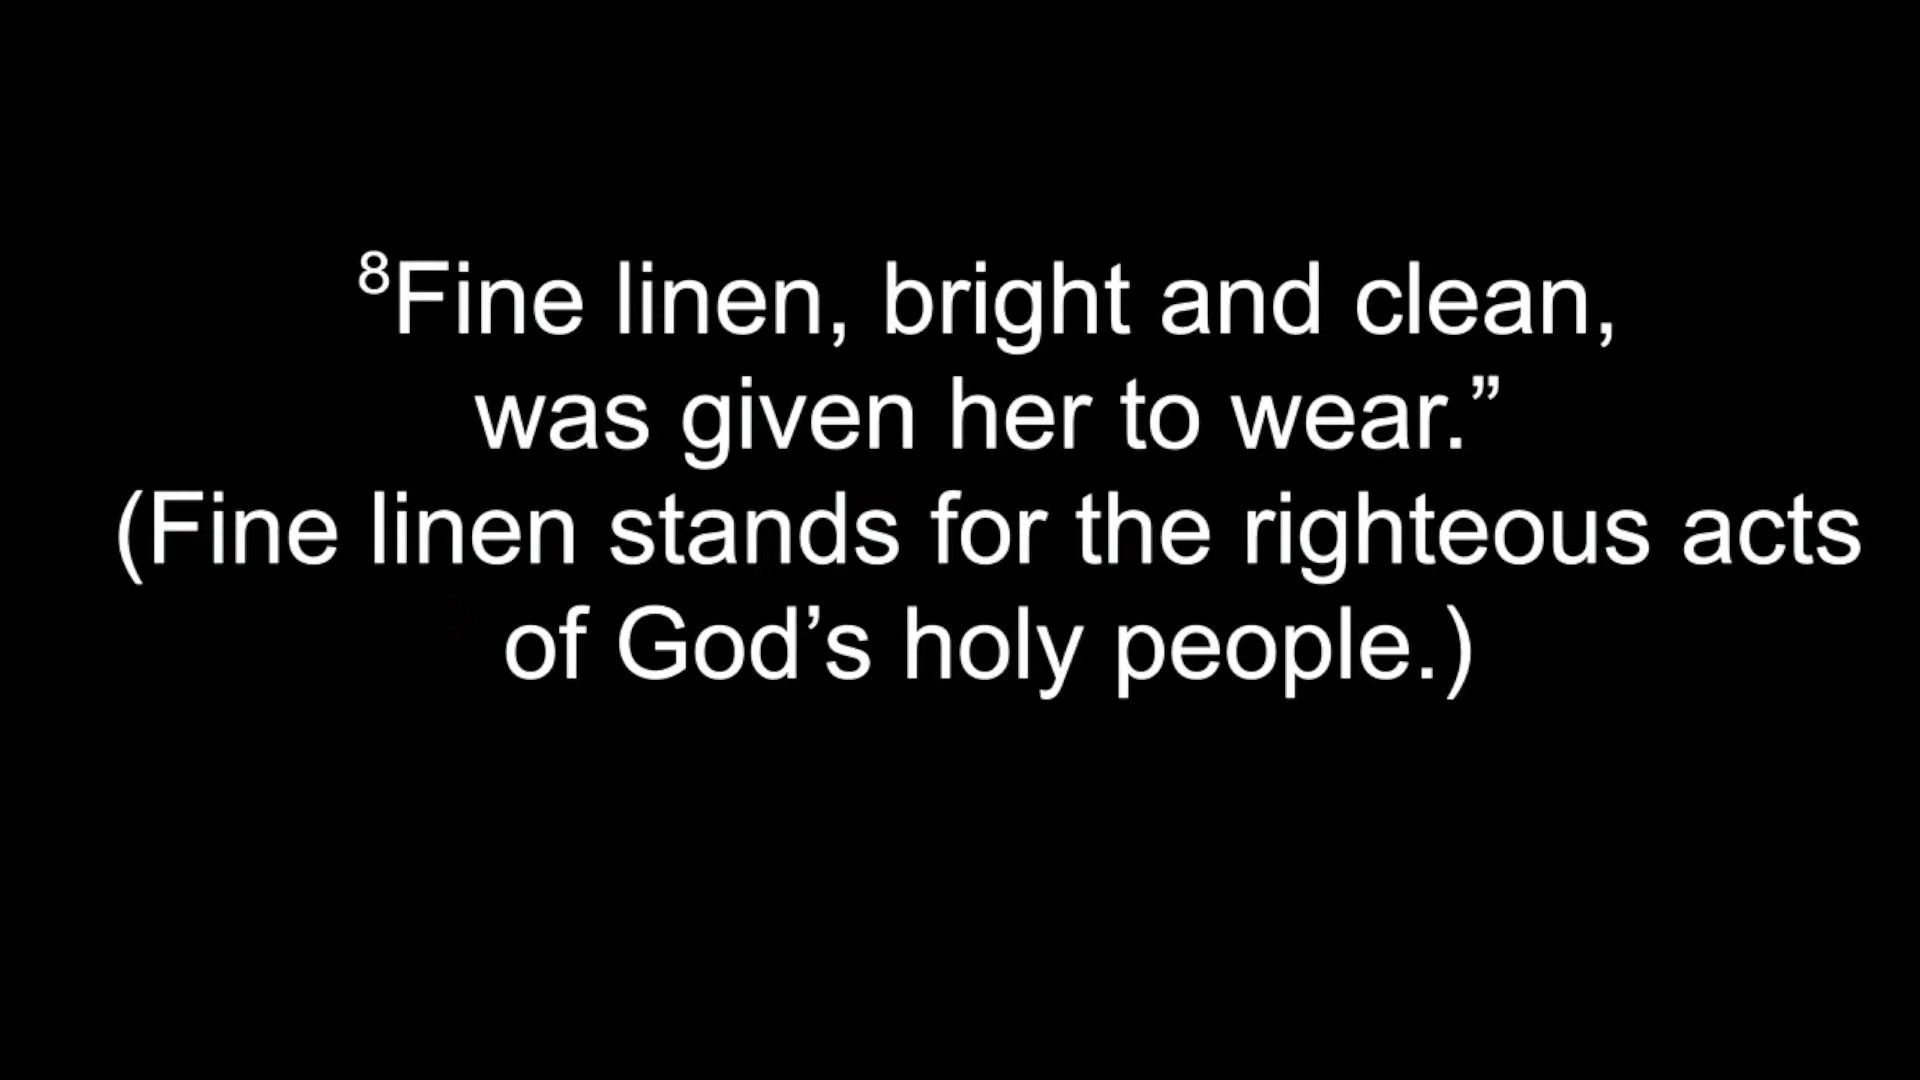 ⁸Fine linen, bright and clean,
was given her to wear.”
(Fine linen stands for the righteous acts
of God’s holy people.)